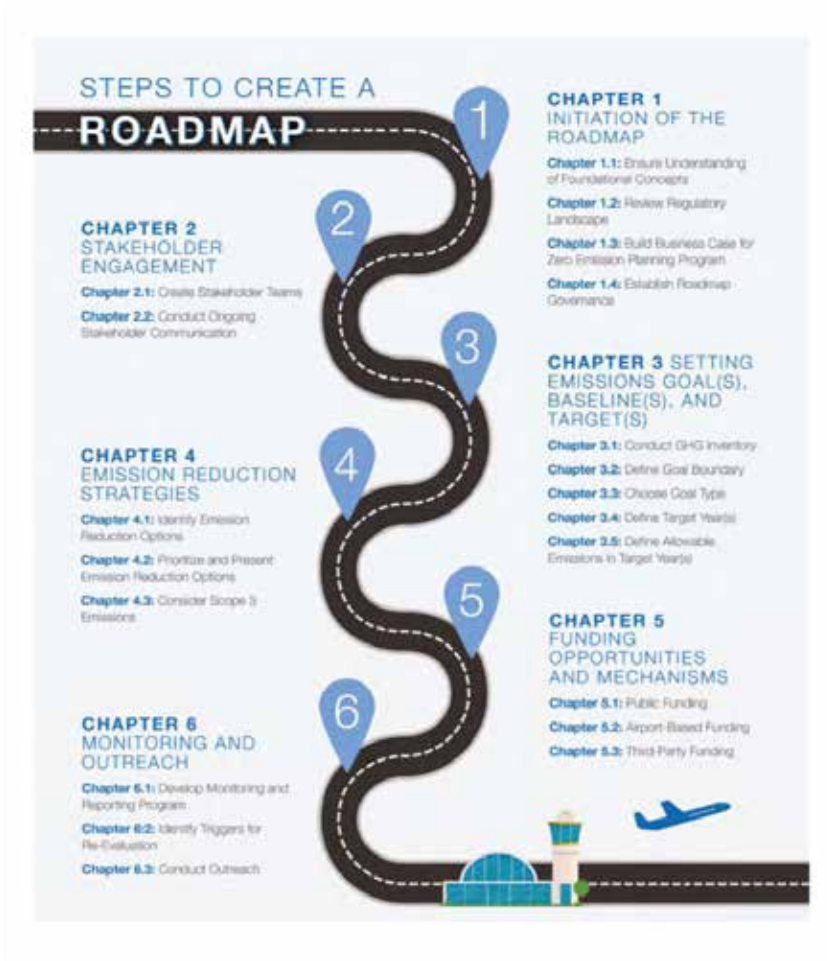 STEPS TO CREATE A
ROADMAP
1
CHAPTER 1
INITIATION OF THE
ROADMAP
Chapter 1.1: Ensure Understanding
of Foundational Concepts
Chapter 1.2: Review Regulatory
Landscape
Chapter 1.3: Build Business Case for
Zero Emission Planning Program
Chapter 1.4: Establish Roadmap
Governance
2
CHAPTER 2
STAKEHOLDER
ENGAGEMENT
Chapter 2.1: Create Stakeholder Teams
Chapter 2.2: Conduct Ongoing
Stakeholder Communication
3
CHAPTER 3 SETTING
EMISSIONS GOAL(S),
BASELINE(S), AND
TARGET(S)
Chapter 3.1: Conduct GHG Inventory
Chapter 3.2: Define Goal Boundary
Chapter 3.3: Choose Goal Type
Chapter 3.4: Define Target Year(s)
Chapter 3.5: Define Allowable
Emissions in Target Year(s)
4
CHAPTER 4
EMISSION REDUCTION
STRATEGIES
Chapter 4.1: Identify Emission
Reduction Options
Chapter 4.2: Prioritize and Present
Emission Reduction Options
Chapter 4.3: Consider Scope 3
Emissions
5
CHAPTER 5
FUNDING
OPPORTUNITIES
AND MECHANISMS
Chapter 5.1: Public Funding
Chapter 5.2: Airport-Based Funding
Chapter 5.3: Third-Party Funding
6
CHAPTER 6
MONITORING AND
OUTREACH
Chapter 6.1: Develop Monitoring and
Reporting Program
Chapter 6.2: Identify Triggers for
Re-Evaluation
Chapter 6.3: Conduct Outreach